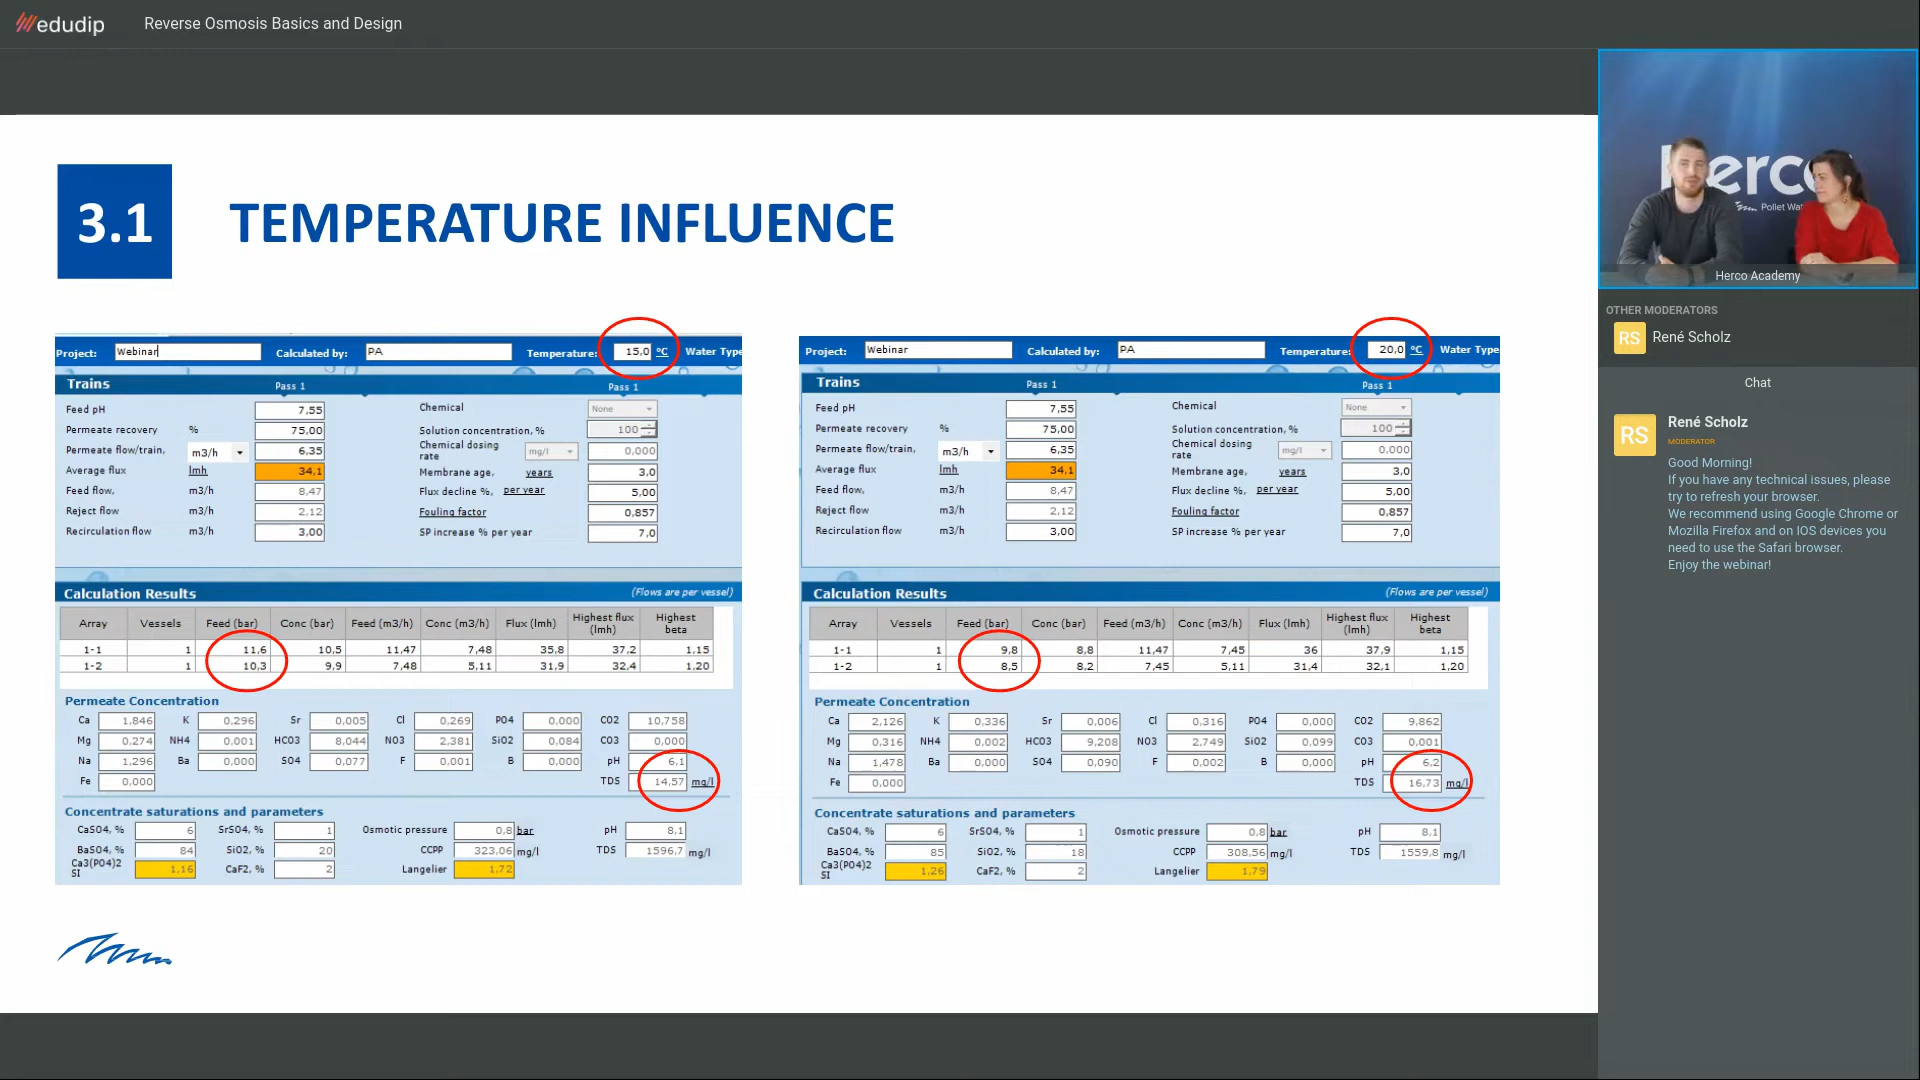 edudip
Reverse Osmosis Basics and Design
3.1 TEMPERATURE INFLUENCE
Project: Webinar Calculated by: PA Temperature: 15,0 ºC Water Type
Trains Pass 1 Pass 1
Feed pH 7,55 Chemical None
Permeate recovery % 75,00 Solution concentration, % 100
Permeate flow/train, m3/h 6,35 Chemical dosing rate mg/l 0,000
Average flux lmh 34,1 Membrane age, years 3,0
Feed flow, m3/h 8,47 Flux decline %, per year 5,00
Reject flow m3/h 2,12 Fouling factor 0,857
Recirculation flow m3/h 3,00 SP increase % per year 7,0
Calculation Results (Flows are per vessel)
Array Vessels Feed (bar) Conc (bar) Feed (m3/h) Conc (m3/h) Flux (lmh) Highest flux (lmh) Highest beta
1-1 1 11,6 10,5 11,47 7,48 35,8 37,2 1,15
1-2 1 10,3 9,9 7,48 5,11 31,9 32,4 1,20
Permeate Concentration
Ca 1,846 K 0,296 Sr 0,005 Cl 0,269 PO4 0,000 CO2 10,758
Mg 0,274 NH4 0,001 HCO3 8,044 NO3 2,381 SiO2 0,084 CO3 0,000
Na 1,296 Ba 0,000 SO4 0,077 F 0,001 B 0,000 pH 6,1
Fe 0,000 TDS 14,57 mg/l
Concentrate saturations and parameters
CaSO4, % 6 SrSO4, % 1 Osmotic pressure 0,8 bar pH 8,1
BaSO4, % 84 SiO2, % 20 CCPP 323,06 mg/l TDS 1596,7 mg/l
Ca3(PO4)2 SI 1,16 CaF2, % 2 Langelier 1,72
Project: Webinar Calculated by: PA Temperature: 20,0 ºC Water Type
Trains Pass 1 Pass 1
Feed pH 7,55 Chemical None
Permeate recovery % 75,00 Solution concentration, % 100
Permeate flow/train, m3/h 6,35 Chemical dosing rate mg/l 0,000
Average flux lmh 34,1 Membrane age, years 3,0
Feed flow, m3/h 8,47 Flux decline %, per year 5,00
Reject flow m3/h 2,12 Fouling factor 0,857
Recirculation flow m3/h 3,00 SP increase % per year 7,0
Calculation Results (Flows are per vessel)
Array Vessels Feed (bar) Conc (bar) Feed (m3/h) Conc (m3/h) Flux (lmh) Highest flux (lmh) Highest beta
1-1 1 9,8 8,8 11,47 7,45 36 37,9 1,15
1-2 1 8,5 8,2 7,45 5,11 31,4 32,1 1,20
Permeate Concentration
Ca 2,126 K 0,336 Sr 0,006 Cl 0,316 PO4 0,000 CO2 9,862
Mg 0,316 NH4 0,002 HCO3 9,208 NO3 2,749 SiO2 0,099 CO3 0,001
Na 1,478 Ba 0,000 SO4 0,090 F 0,002 B 0,000 pH 6,2
Fe 0,000 TDS 16,73 mg/l
Concentrate saturations and parameters
CaSO4, % 6 SrSO4, % 1 Osmotic pressure 0,8 bar pH 8,1
BaSO4, % 85 SiO2, % 18 CCPP 308,56 mg/l TDS 1559,8 mg/l
Ca3(PO4)2 SI 1,26 CaF2, % 2 Langelier 1,79
Herco Academy
OTHER MODERATORS
RS René Scholz
Chat
RS René Scholz
MODERATOR
Good Morning!
If you have any technical issues, please
try to refresh your browser.
We recommend using Google Chrome or
Mozilla Firefox and on IOS devices you
need to use the Safari browser.
Enjoy the webinar!